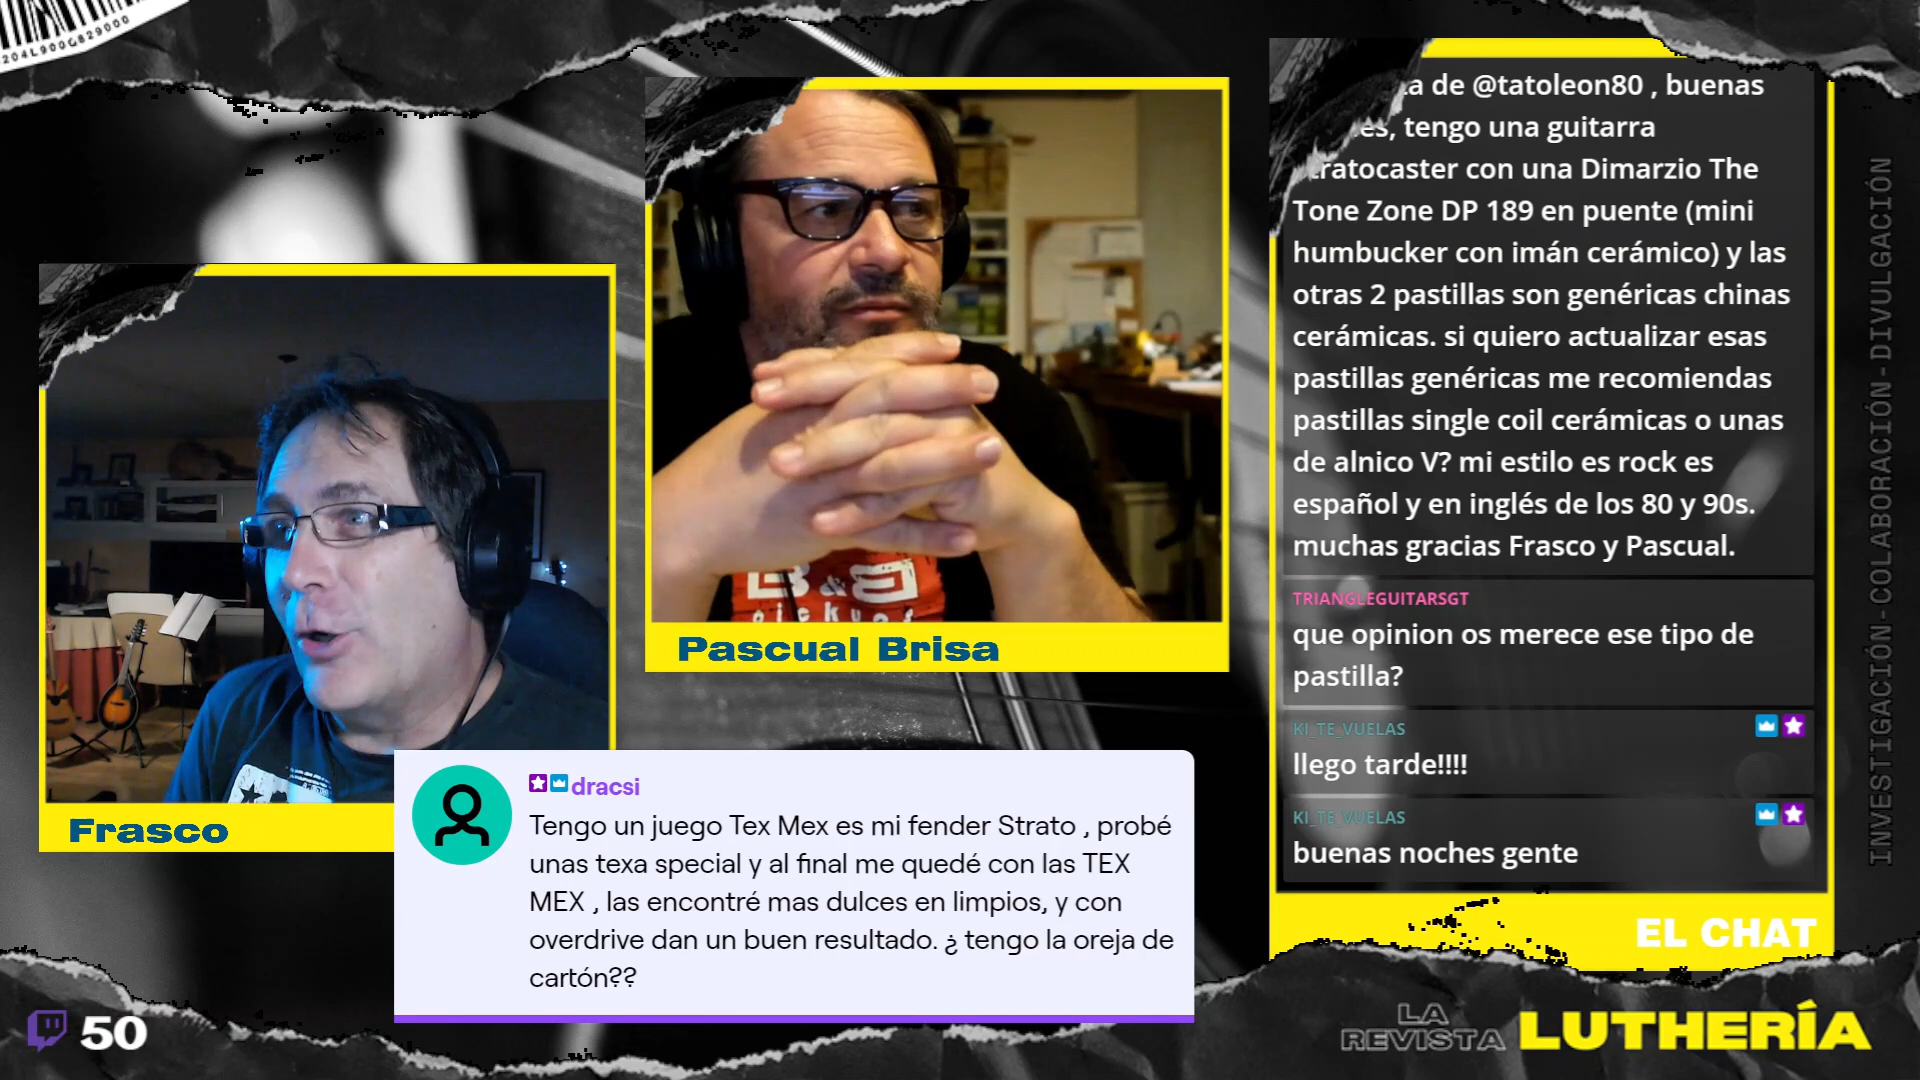 204L900G829000
Frasco
B&B
pickups
Pascual Brisa
dracsi
Tengo un juego Tex Mex es mi fender Strato , probé
unas texa special y al final me quedé con las TEX
MEX , las encontré mas dulces en limpios, y con
overdrive dan un buen resultado. ¿ tengo la oreja de
cartón??
de @tatoleon80 , buenas
tengo una guitarra
tratocaster con una Dimarzio The
Tone Zone DP 189 en puente (mini
humbucker con imán cerámico) y las
otras 2 pastillas son genéricas chinas
cerámicas. si quiero actualizar esas
pastillas genéricas me recomiendas
pastillas single coil cerámicas o unas
de alnico V? mi estilo es rock es
español y en inglés de los 80 y 90s.
muchas gracias Frasco y Pascual.
TRIANGLEGUITARSGT
que opinion os merece ese tipo de
pastilla?
KI_TE_VUELAS
llego tarde!!!!
KI_TE_VUELAS
buenas noches gente
EL CHAT
INVESTIGACIÓN-COLABORACIÓN-DIVULGACIÓN
50
LA
REVISTA
LUTHERÍA